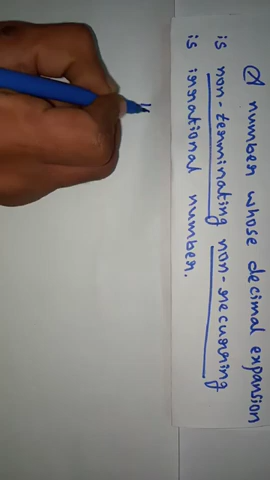 A number whose decimal expansion
is non-terminating non-recurring
is irrational number.